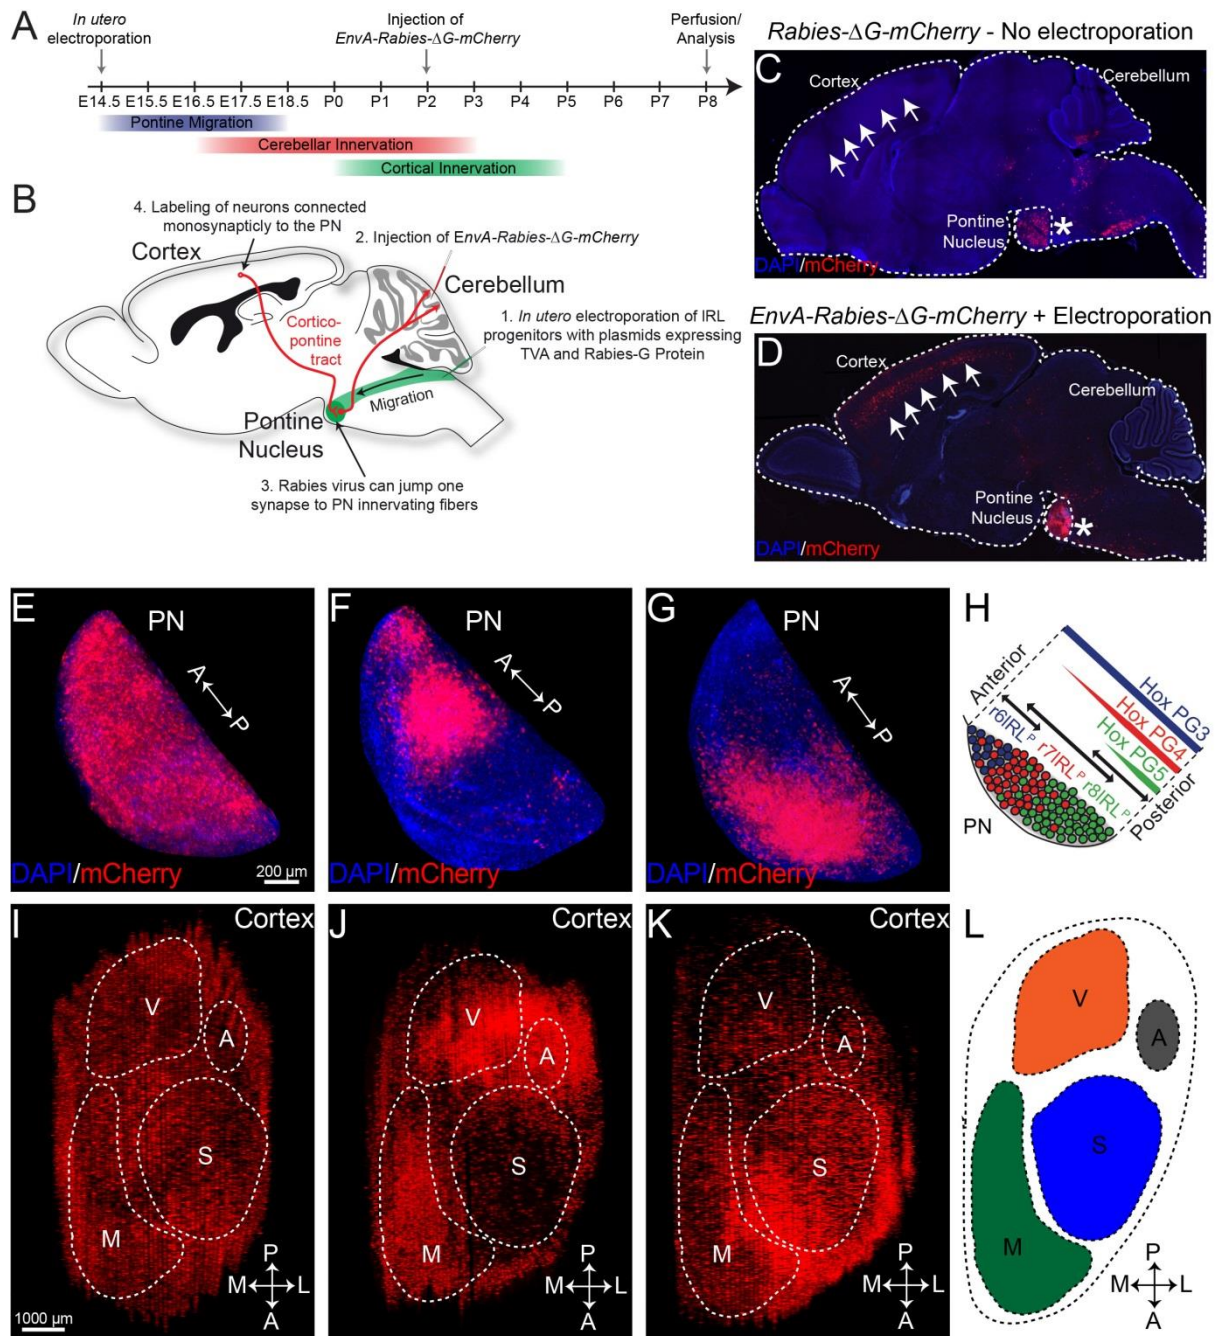 A
In utero
electroporation
Injection of
EnvA-Rabies-ΔG-mCherry
Perfusion/
Analysis
E14.5 E15.5 E16.5 E17.5 E18.5 P0 P1 P2 P3 P4 P5 P6 P7 P8
Pontine Migration
Cerebellar Innervation
Cortical Innervation
B
4. Labeling of neurons connected
monosynapticly to the PN
Cortex
2. Injection of EnvA-Rabies-ΔG-mCherry
Cerebellum
1. In utero electroporation of IRL
progenitors with plasmids expressing
TVA and Rabies-G Protein
Cortico-
pontine
tract
Migration
Pontine
Nucleus
3. Rabies virus can jump one
synapse to PN innervating fibers
Rabies-ΔG-mCherry - No electroporation
C
Cortex
Cerebellum
Pontine
Nucleus
*
DAPI/mCherry
EnvA-Rabies-ΔG-mCherry + Electroporation
D
Cortex
Cerebellum
Pontine
Nucleus
*
DAPI/mCherry
E
PN
A
P
DAPI/mCherry
200 µm
F
PN
A
P
DAPI/mCherry
G
PN
A
P
DAPI/mCherry
H
Anterior
Hox PG3
Hox PG4
Hox PG5
r6IRLP
r7IRLP
r8IRLP
Posterior
PN
I
Cortex
V
A
S
M
P
M L
A
1000 µm
J
Cortex
V
A
S
M
P
M L
A
K
Cortex
V
A
S
M
P
M L
A
L
V
A
S
M
P
M L
A